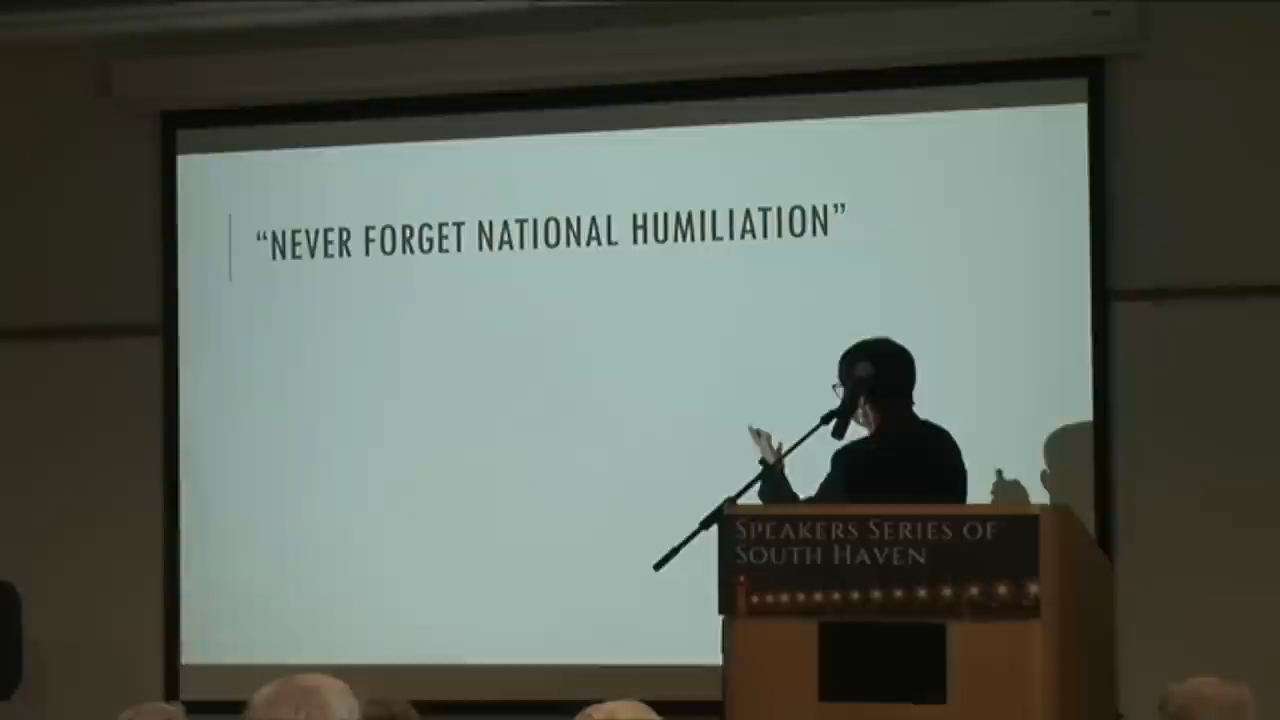 “NEVER FORGET NATIONAL HUMILIATION”
SPEAKERS SERIES OF
SOUTH HAVEN